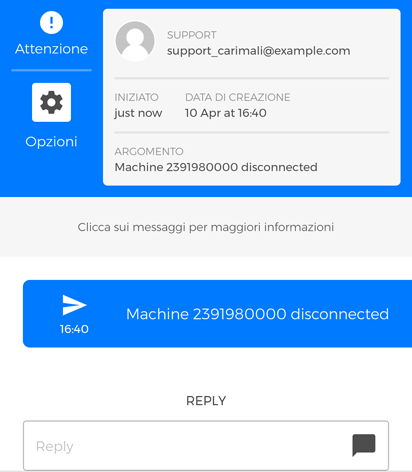 Attenzione
Opzioni
SUPPORT
support_carimali@example.com
INIZIATO DATA DI CREAZIONE
just now 10 Apr at 16:40
ARGOMENTO
Machine 2391980000 disconnected
Clicca sui messaggi per maggiori informazioni
Machine 2391980000 disconnected
16:40
REPLY
Reply